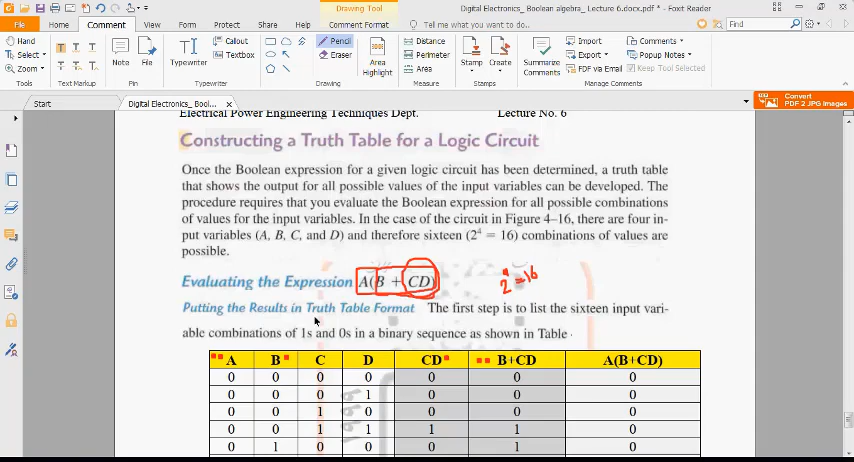 Drawing Tool
Digital Electronics_ Boolean algebra_ Lecture 6.docx.pdf * - Foxit Reader
File
Home
Comment
View
Form
Protect
Share
Help
Comment Format
Tell me what you want to do...
Find
Hand
Select
Zoom
Tools
Text Markup
Note
File
Pin
Typewriter
Callout
Textbox
Typewriter
Pencil
Eraser
Drawing
Area
Highlight
Distance
Perimeter
Area
Measure
Stamp
Create
Stamps
Summarize
Comments
Import
Export
FDF via Email
Comments
Popup Notes
Keep Tool Selected
Manage Comments
Start
Digital Electronics_ Boo...
Convert
PDF 2 JPG Images
Electrical Power Engineering Techniques Dept. Lecture No. 6
Constructing a Truth Table for a Logic Circuit
Once the Boolean expression for a given logic circuit has been determined, a truth table
that shows the output for all possible values of the input variables can be developed. The
procedure requires that you evaluate the Boolean expression for all possible combinations
of values for the input variables. In the case of the circuit in Figure 4–16, there are four in-
put variables (A, B, C, and D) and therefore sixteen (2⁴ = 16) combinations of values are
possible.
Evaluating the Expression A(B + CD) 2⁴ = 16
Putting the Results in Truth Table Format The first step is to list the sixteen input vari-
able combinations of 1s and 0s in a binary sequence as shown in Table
A B C D CD B+CD A(B+CD)
0 0 0 0 0 0 0
0 0 0 1 0 0 0
0 0 1 0 0 0 0
0 0 1 1 1 1 0
0 1 0 0 0 1 0